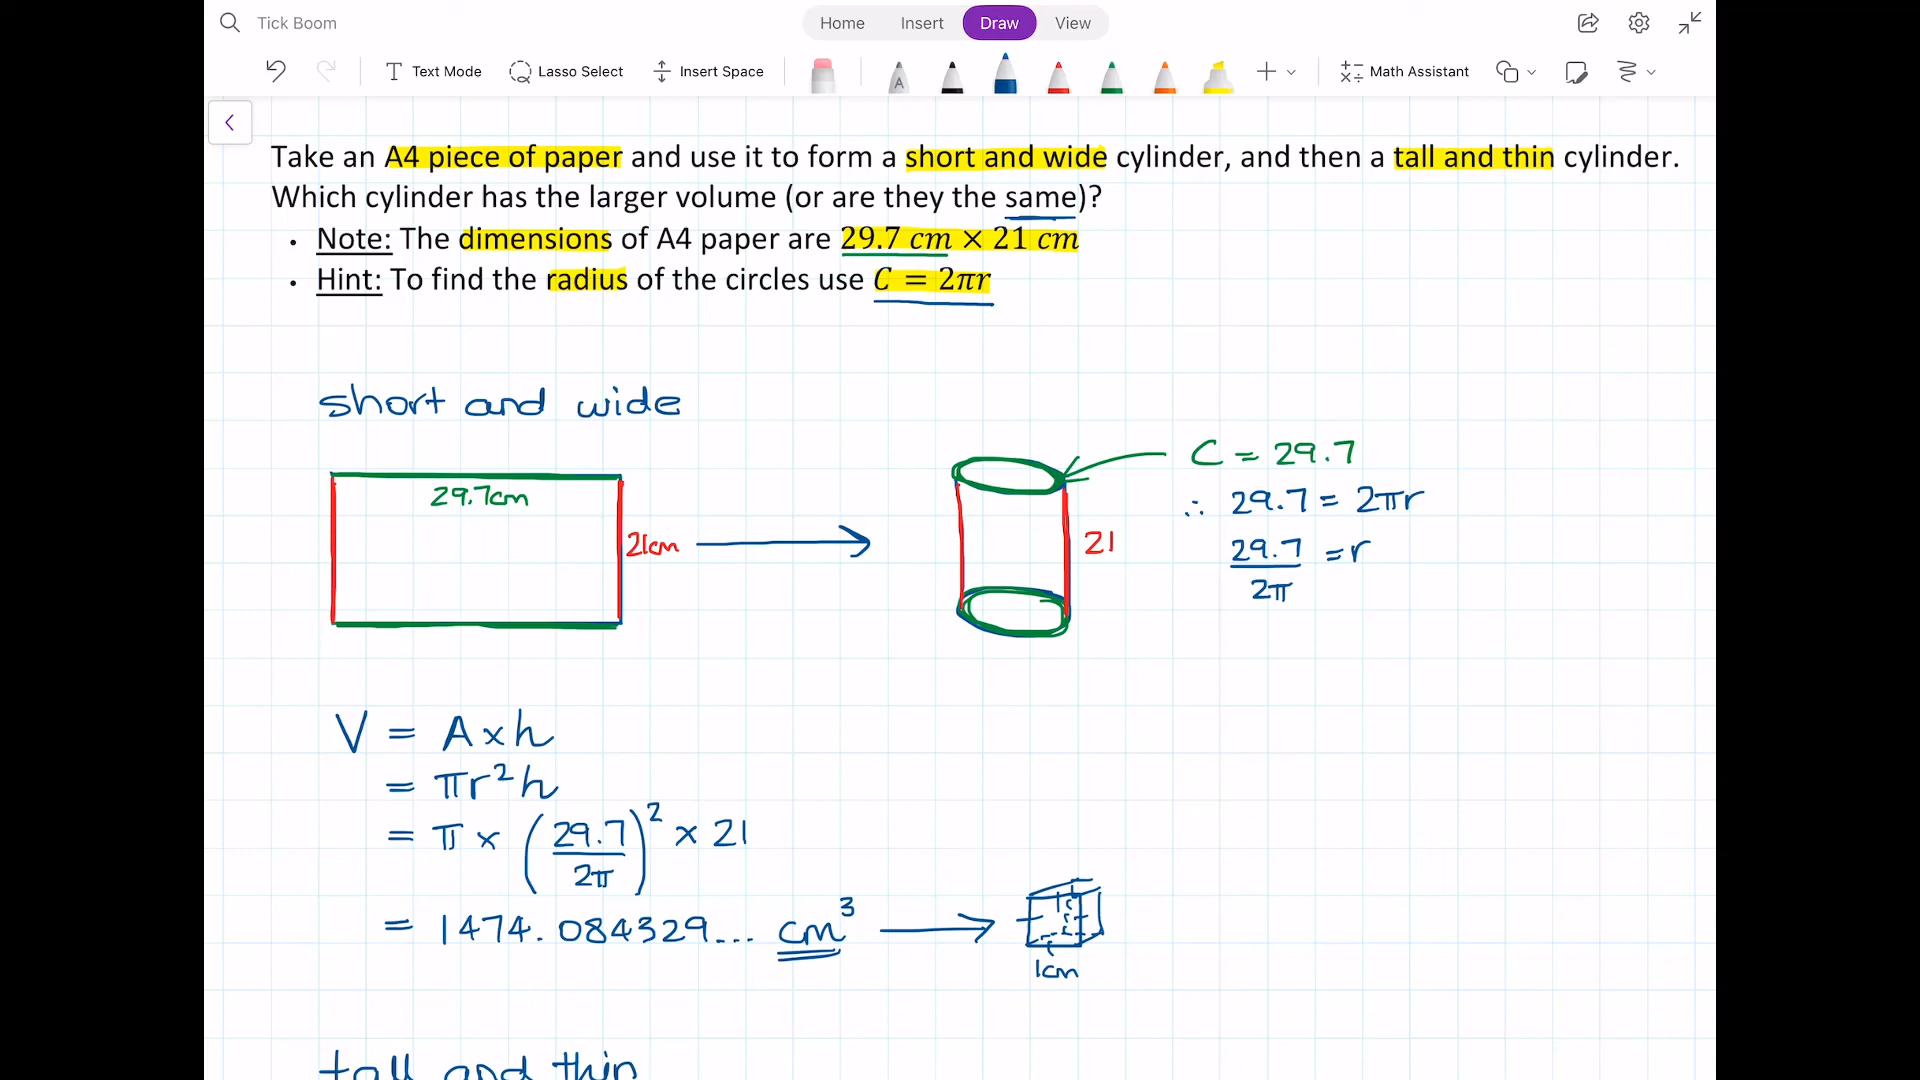 Tick Boom
Home Insert Draw View
Text Mode Lasso Select Insert Space A Math Assistant
Take an A4 piece of paper and use it to form a short and wide cylinder, and then a tall and thin cylinder.
Which cylinder has the larger volume (or are they the same)?
• Note: The dimensions of A4 paper are 29.7 cm × 21 cm
• Hint: To find the radius of the circles use C = 2πr
short and wide
29.7cm
21cm
21
C = 29.7
∴ 29.7 = 2πr
29.7/2π = r
V = A × h
= πr²h
= π × (29.7/2π)² × 21
= 1474.084329... cm³
1cm
tall and thin